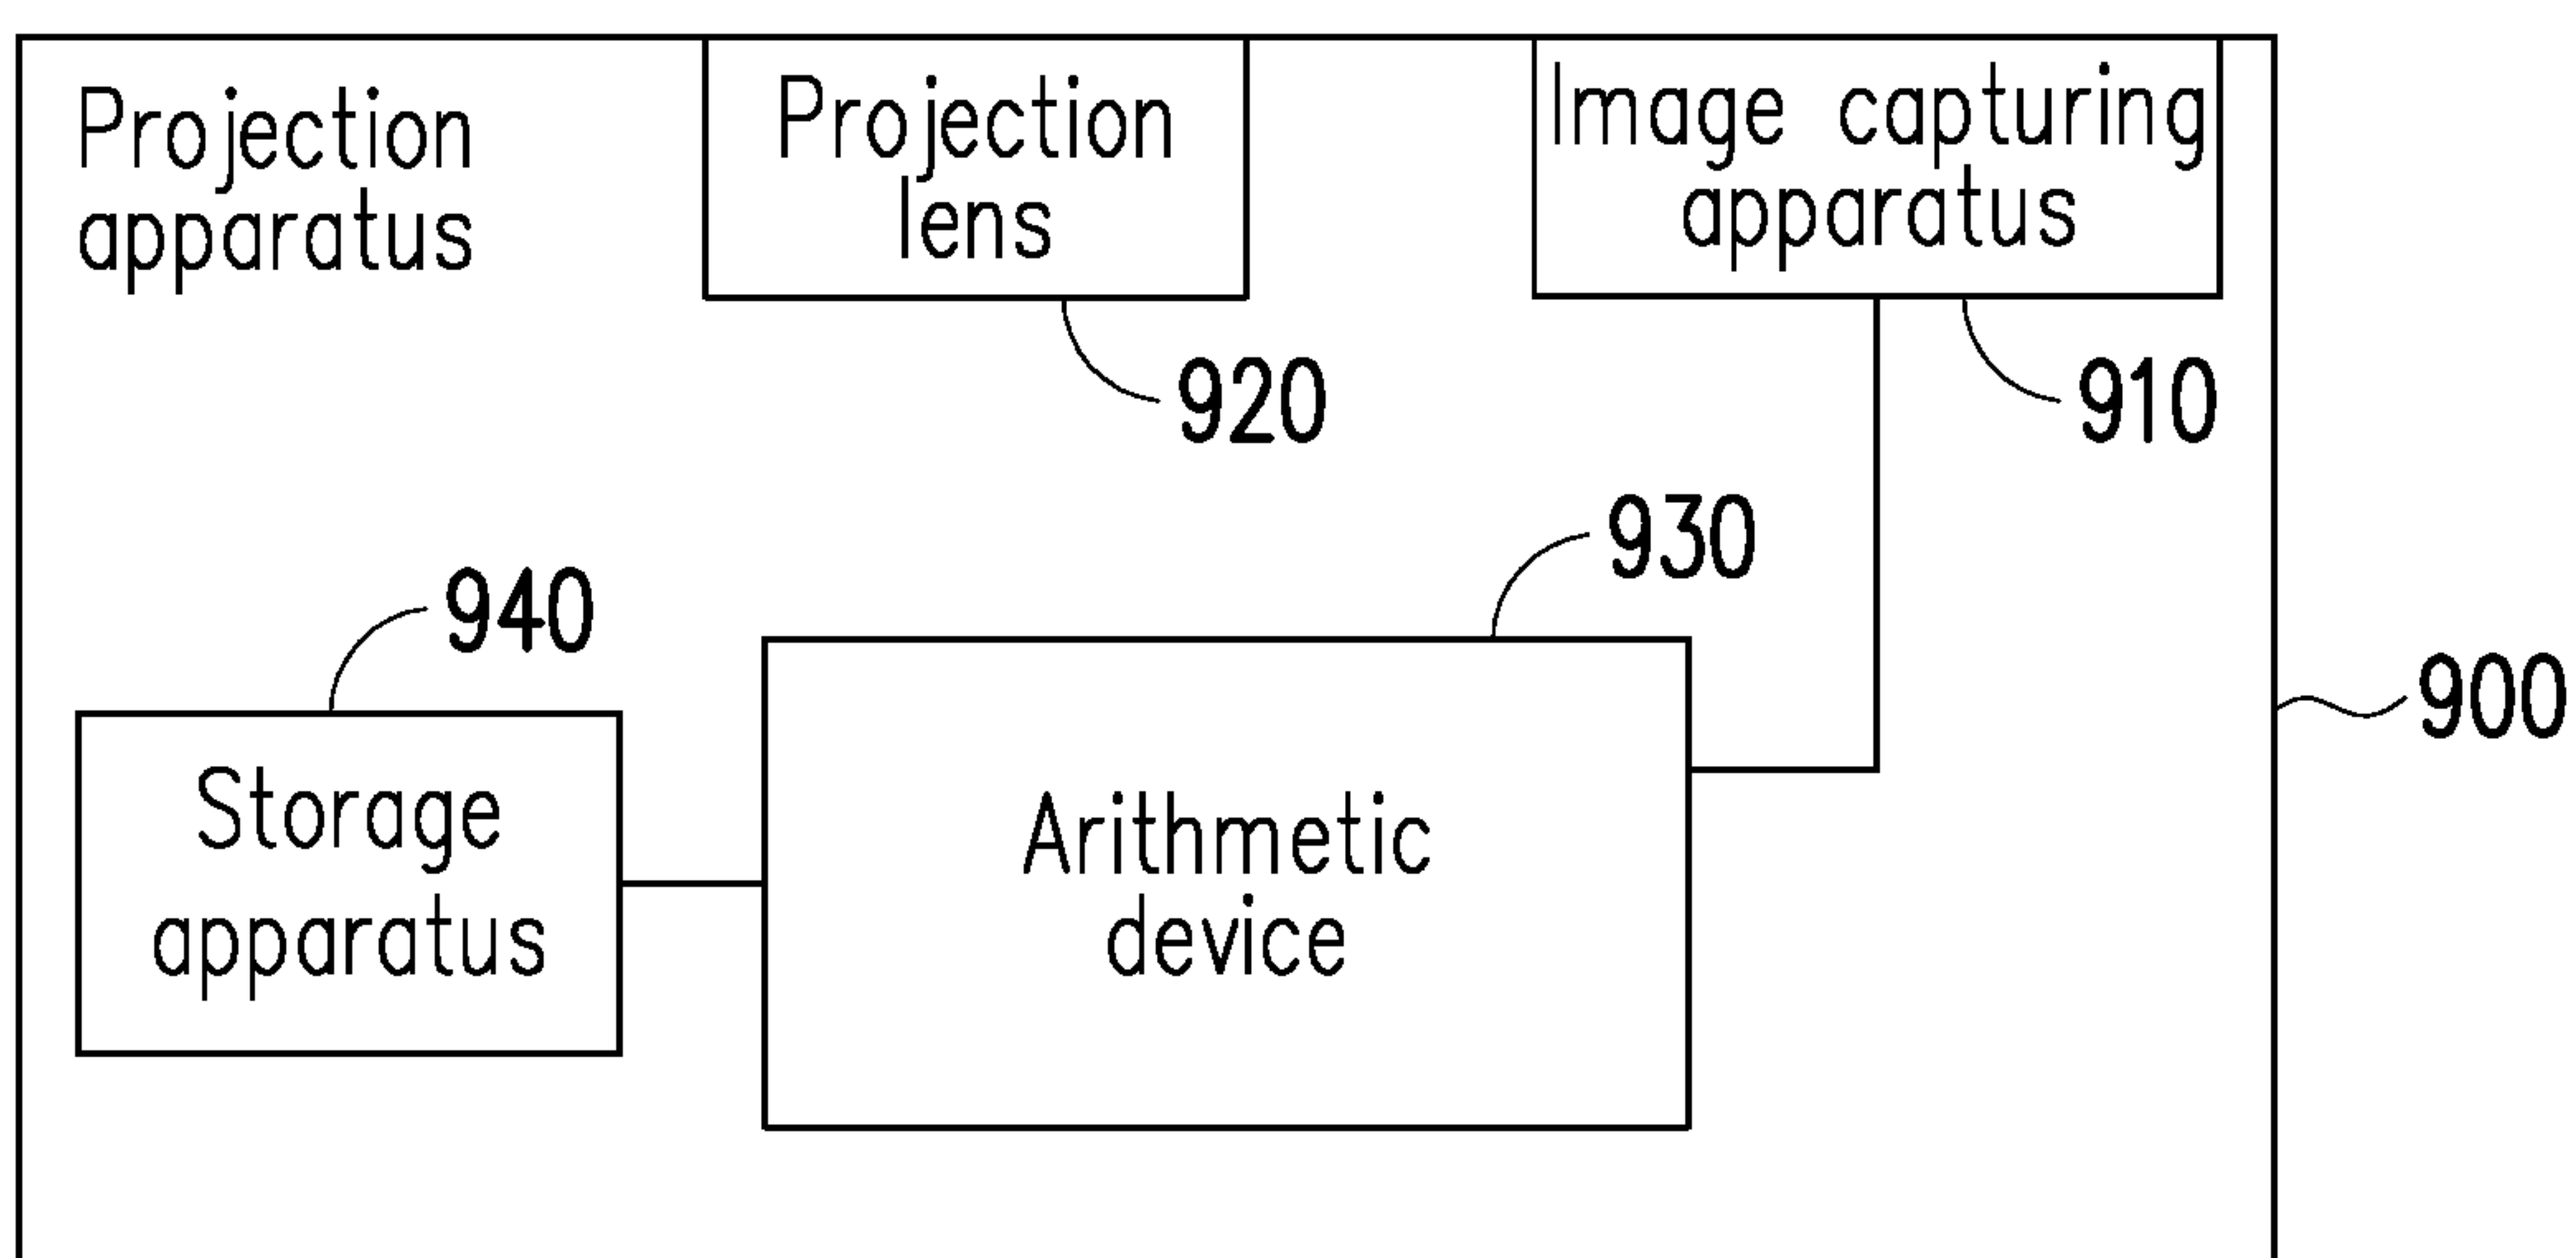 Projection
apparatus
Projection
lens
Image capturing
apparatus
920
910
930
940
900
Storage
apparatus
Arithmetic
device